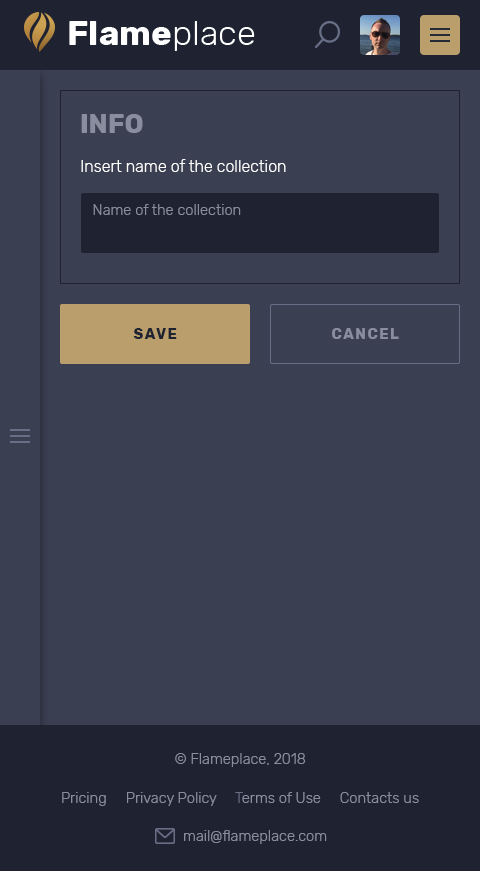 Flameplace
INFO
Insert name of the collection
Name of the collection
SAVE CANCEL
© Flameplace, 2018
Pricing Privacy Policy Terms of Use Contacts us
mail@flameplace.com